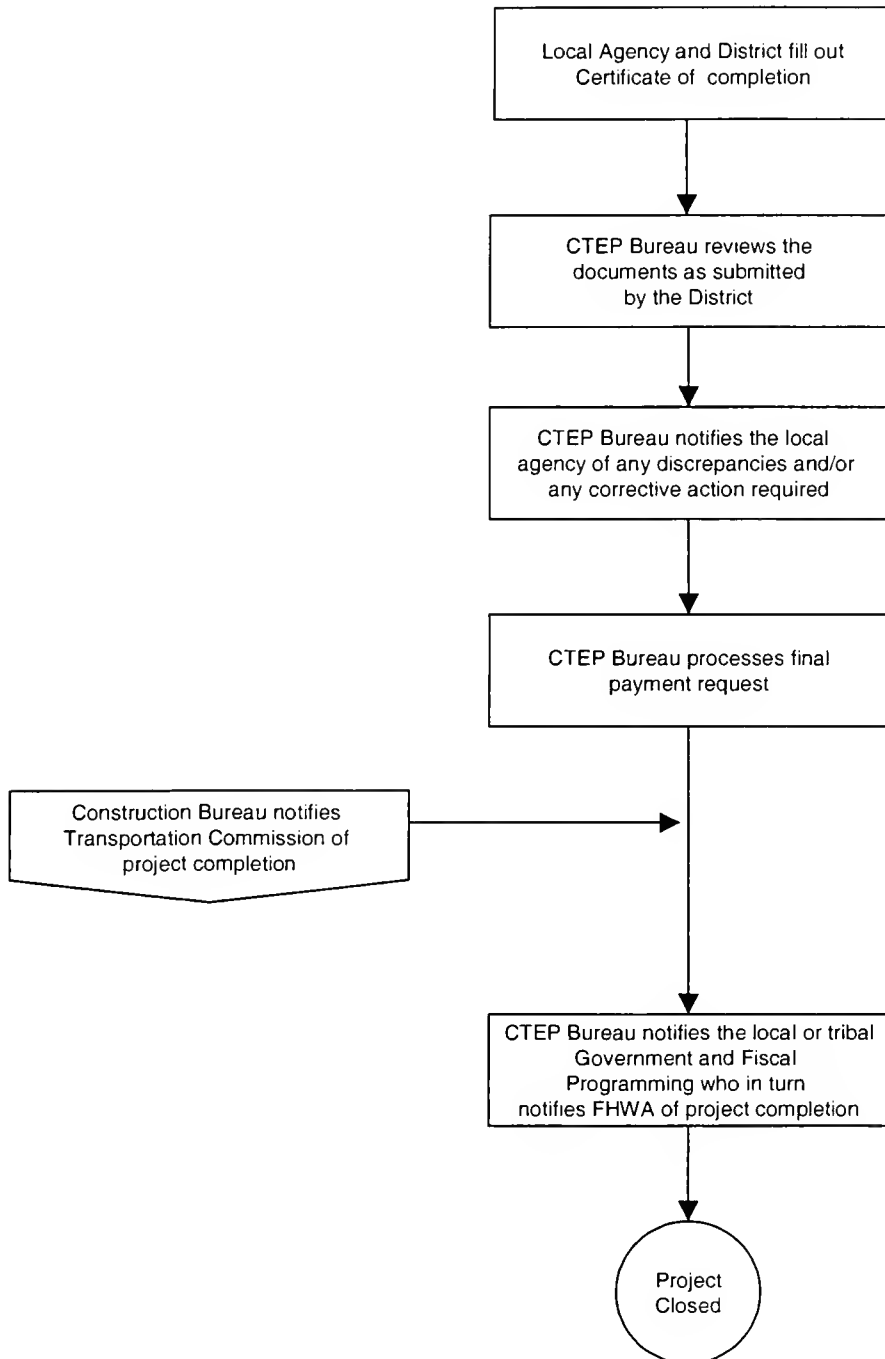 Local Agency and District fill out
Certificate of completion
CTEP Bureau reviews the
documents as submitted
by the District
CTEP Bureau notifies the local
agency of any discrepancies and/or
any corrective action required
CTEP Bureau processes final
payment request
Construction Bureau notifies
Transportation Commission of
project completion
CTEP Bureau notifies the local or tribal
Government and Fiscal
Programming who in turn
notifies FHWA of project completion
Project
Closed